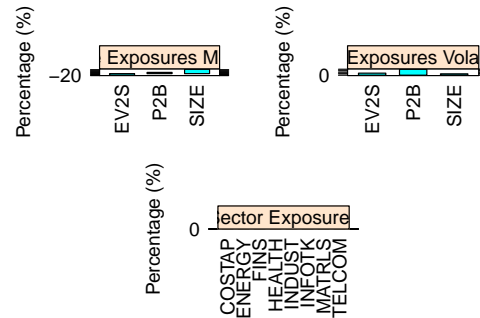 Percentage (%)
Exposures M
−20
EV2S
P2B
SIZE
Percentage (%)
Exposures Vola
0
EV2S
P2B
SIZE
Percentage (%)
ector Exposure
0
COSTAP
ENERGY
FINS
HEALTH
INDUST
INFOTK
MATRLS
TELCOM